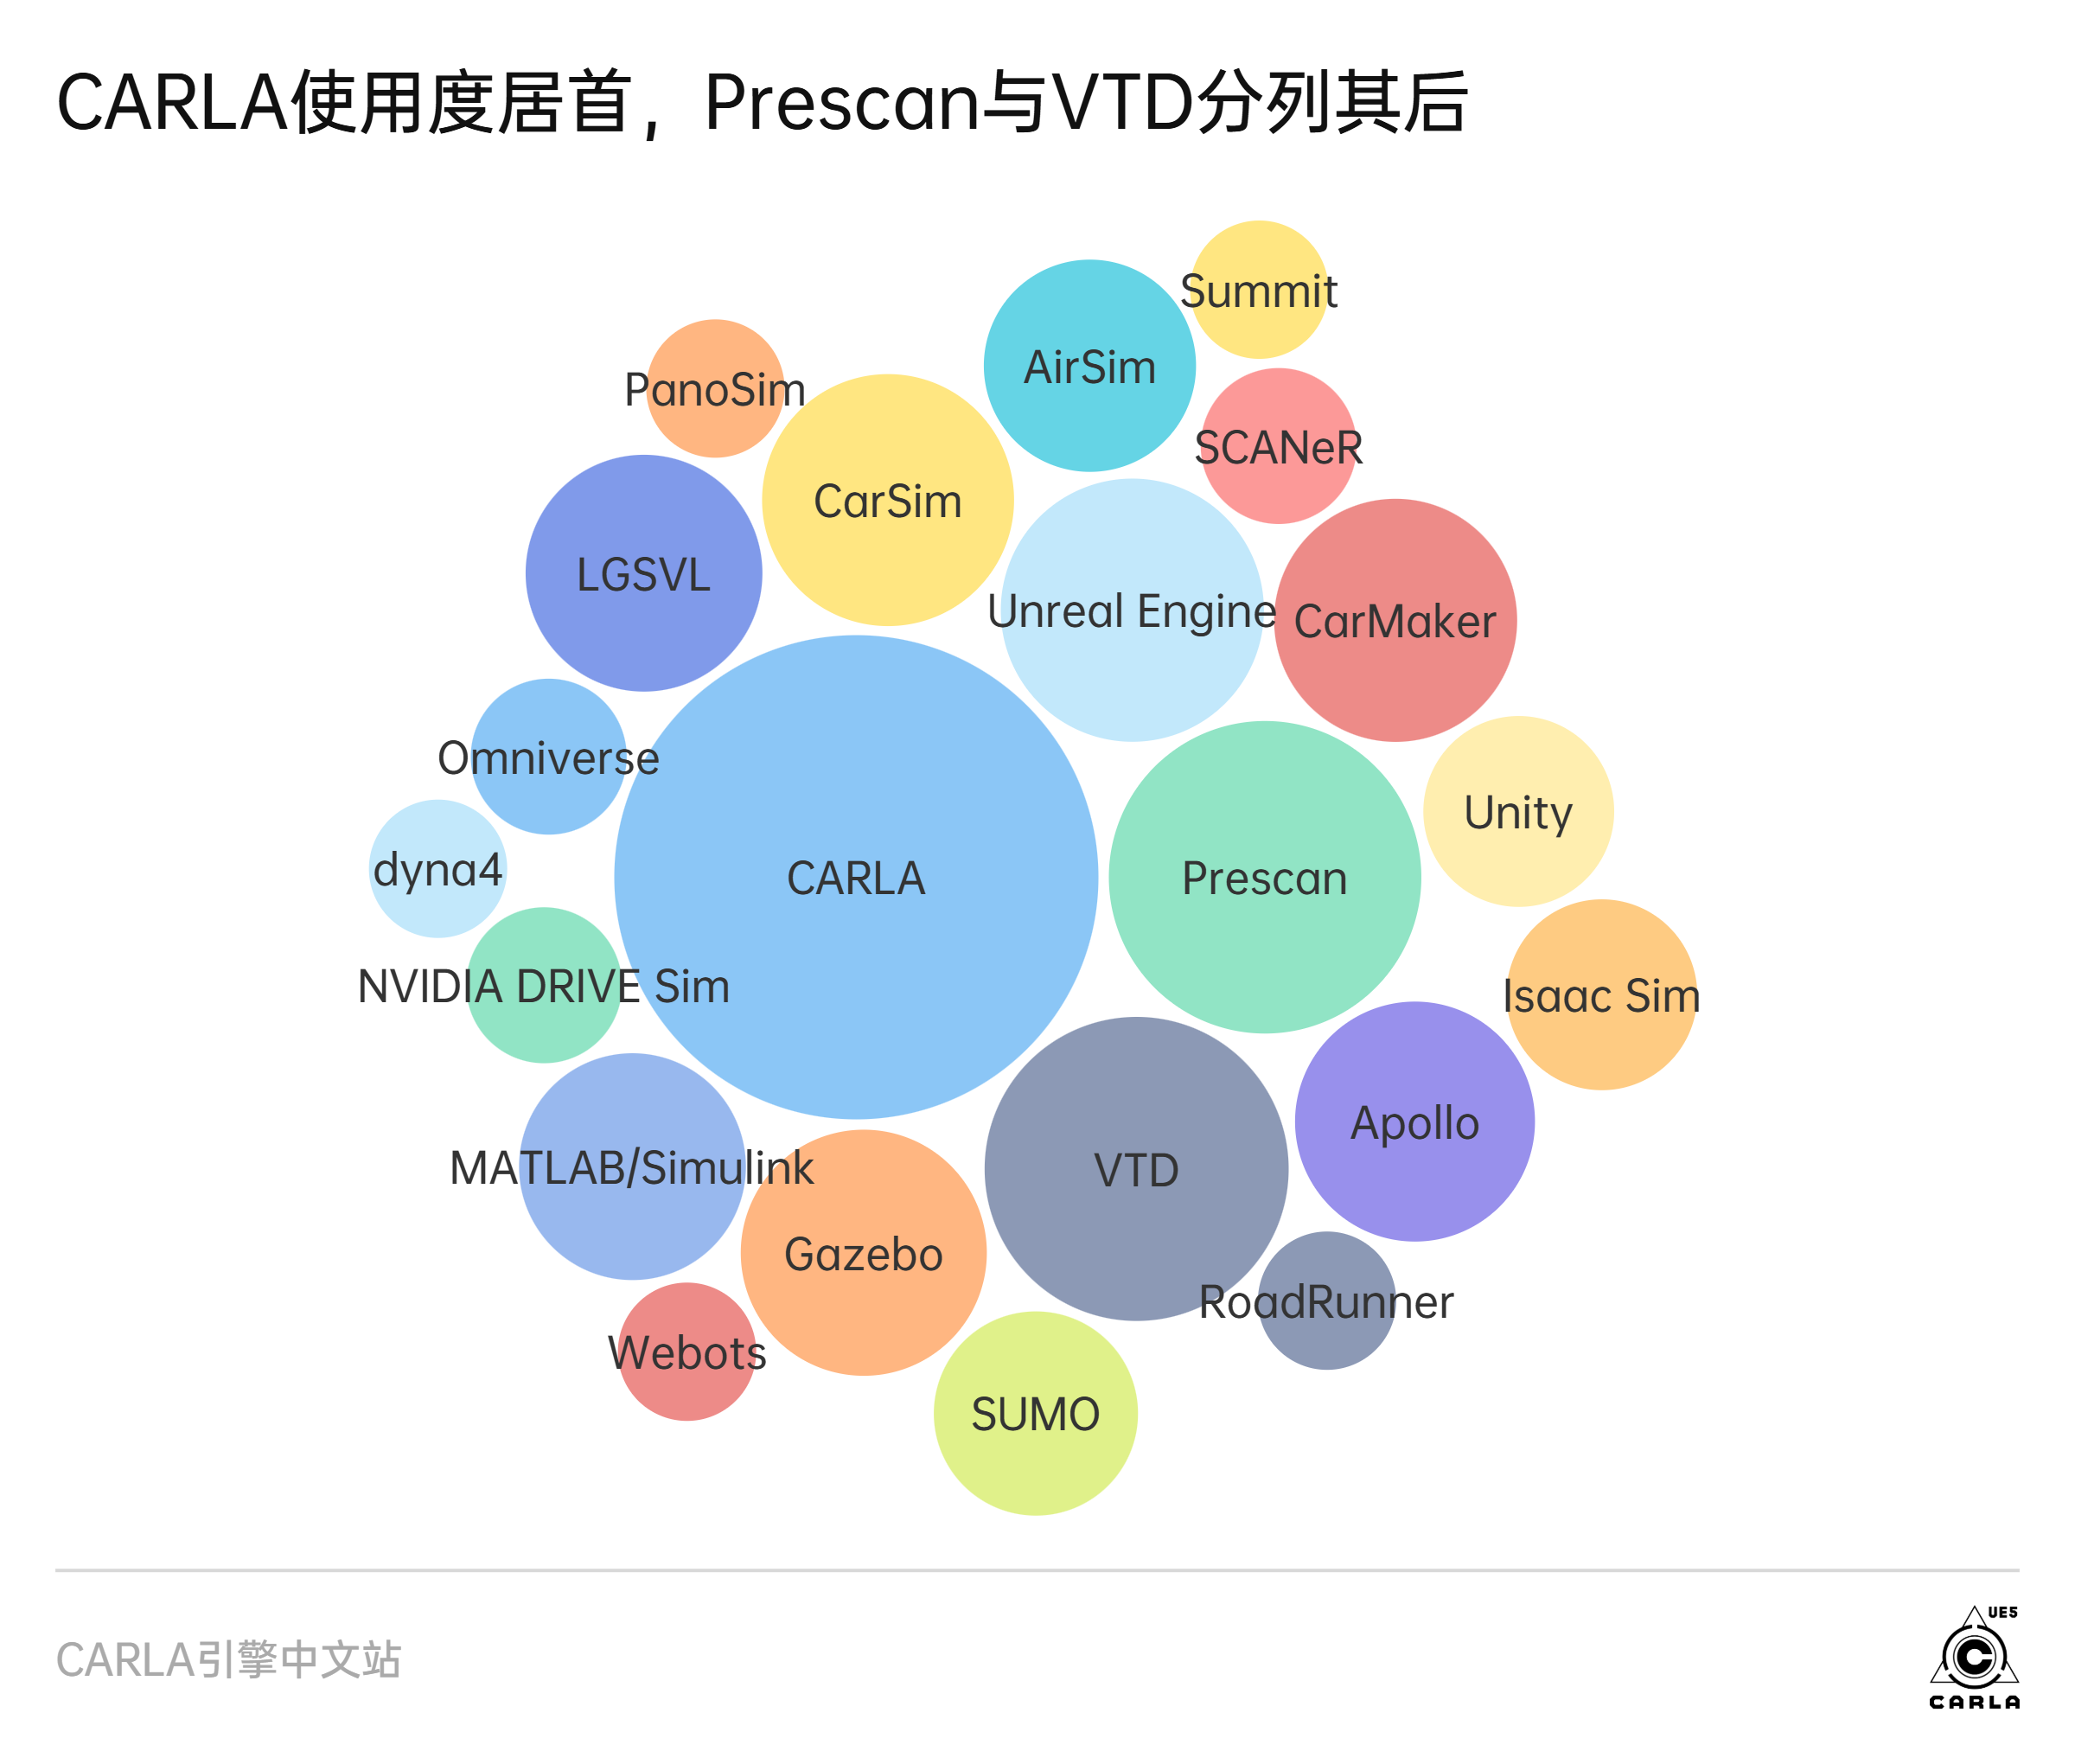 CARLA使用度居首，Prescan与VTD分列其后
Summit
AirSim
PanoSim
SCANeR
CarSim
LGSVL
Unreal Engine
CarMaker
Omniverse
Unity
dyna4
CARLA
Prescan
NVIDIA DRIVE Sim
Isaac Sim
Apollo
MATLAB/Simulink
VTD
Gazebo
RoadRunner
Webots
SUMO
CARLA引擎中文站
UE5
CARLA